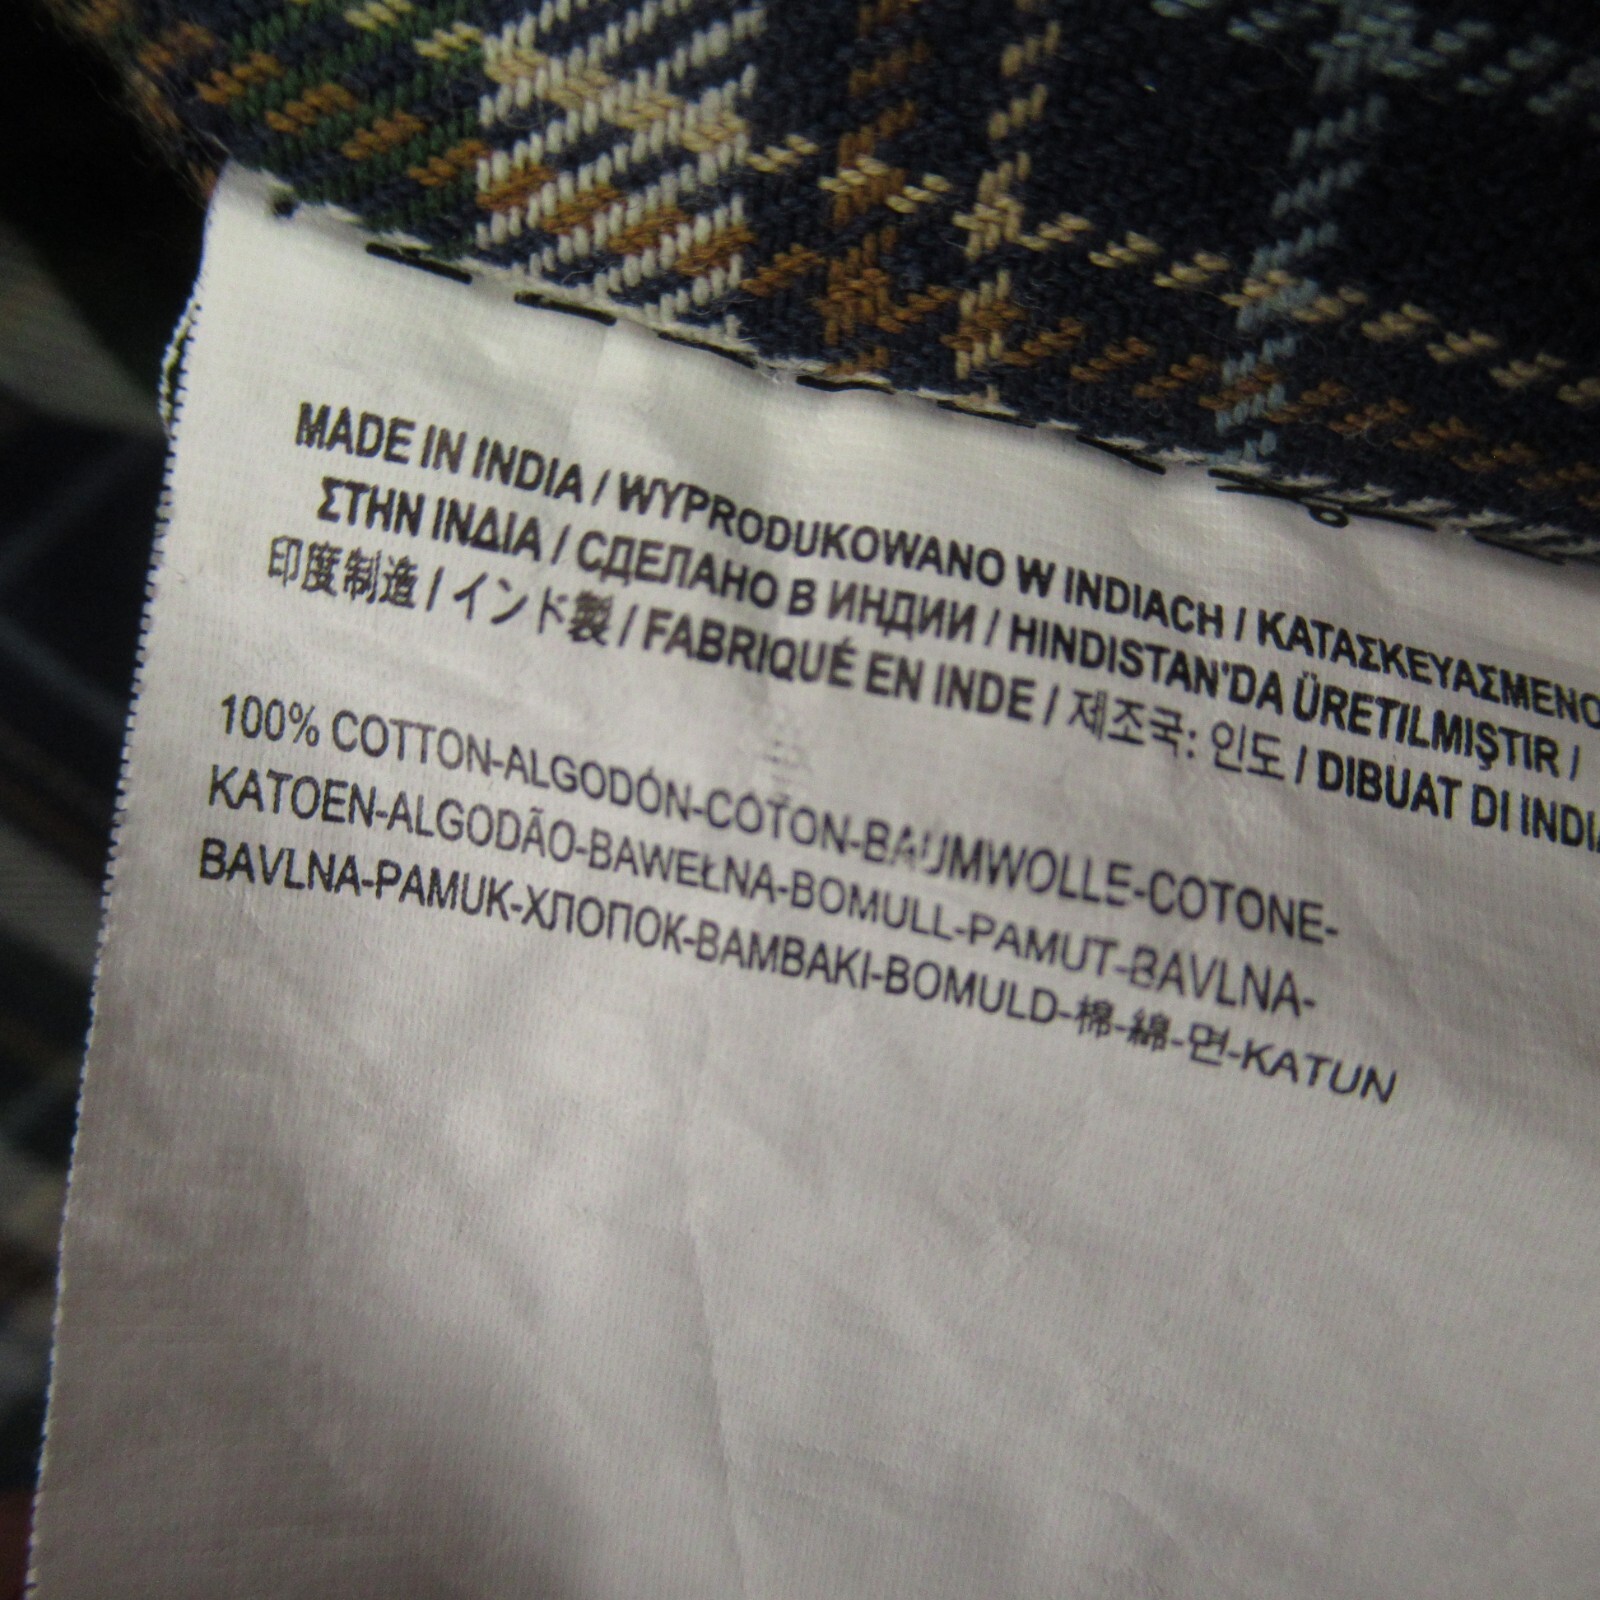 MADE IN INDIA / WYPRODUKOWANO W INDIACH / ΚΑΤΑΣΚΕΥΑΣΜΕΝΟ
ΣΤΗΝ ΙΝΔΙΑ / СДЕЛАНО В ИНДИИ / HINDISTAN'DA ÜRETILMIŞTIR /
印度制造 / インド製 / FABRIQUÉ EN INDE / 제조국: 인도 / DIBUAT DI INDIA
100% COTTON-ALGODÓN-COTON-BAUMWOLLE-COTONE-
KATOEN-ALGODÃO-BAWEŁNA-BOMULL-PAMUT-BAVLNA-
BAVLNA-PAMUK-ХЛОПОК-BAMBAKI-BOMULD-棉-綿-면-KATUN